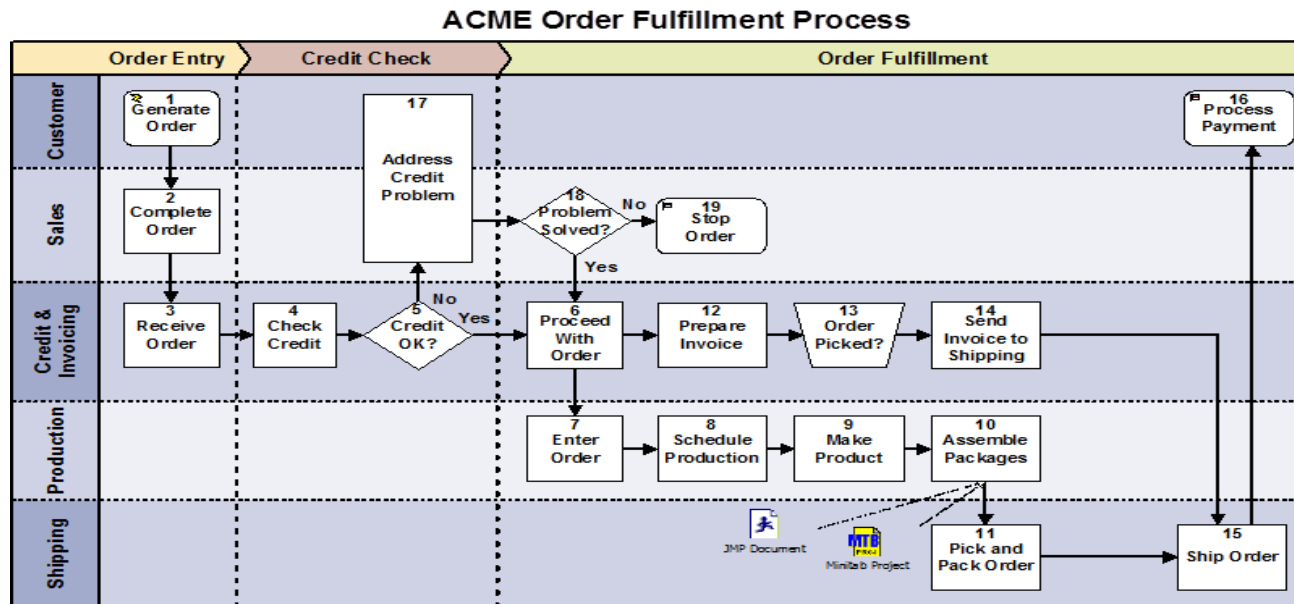 ACME Order Fulfillment Process
Order Entry
Credit Check
Order Fulfillment
Customer
1
Generate
Order
17
Address
Credit
Problem
16
Process
Payment
Sales
2
Complete
Order
18
Problem
Solved?
No
19
Stop
Order
Yes
Credit &
Invoicing
3
Receive
Order
4
Check
Credit
5
Credit
OK?
No
Yes
6
Proceed
With
Order
12
Prepare
Invoice
13
Order
Picked?
14
Send
Invoice to
Shipping
Production
7
Enter
Order
8
Schedule
Production
9
Make
Product
10
Assemble
Packages
Shipping
JMP Document
MTB
PROJ
Minitab Project
11
Pick and
Pack Order
15
Ship Order